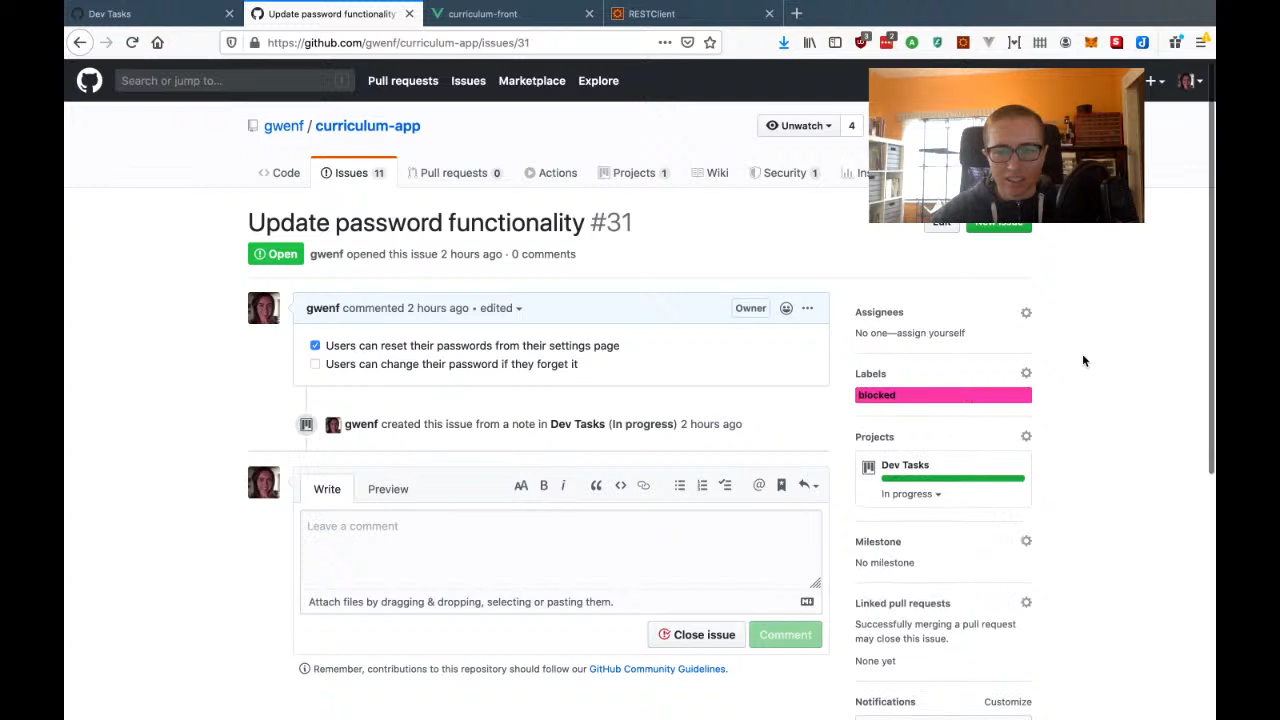 Dev Tasks
Update password functionality
curriculum-front
RESTClient
https://github.com/gwenf/curriculum-app/issues/31
3
2
Search or jump to...
Pull requests
Issues
Marketplace
Explore
gwenf / curriculum-app
Unwatch
4
Code
Issues 11
Pull requests 0
Actions
Projects 1
Wiki
Security 1
Ins
Update password functionality #31
Edit
New issue
Open
gwenf opened this issue 2 hours ago · 0 comments
gwenf commented 2 hours ago • edited
Owner
Users can reset their passwords from their settings page
Users can change their password if they forget it
gwenf created this issue from a note in Dev Tasks (In progress) 2 hours ago
Write
Preview
AA B i
Leave a comment
Attach files by dragging & dropping, selecting or pasting them.
Close issue
Comment
Remember, contributions to this repository should follow our GitHub Community Guidelines.
Assignees
No one—assign yourself
Labels
blocked
Projects
Dev Tasks
In progress
Milestone
No milestone
Linked pull requests
Successfully merging a pull request
may close this issue.
None yet
Notifications
Customize